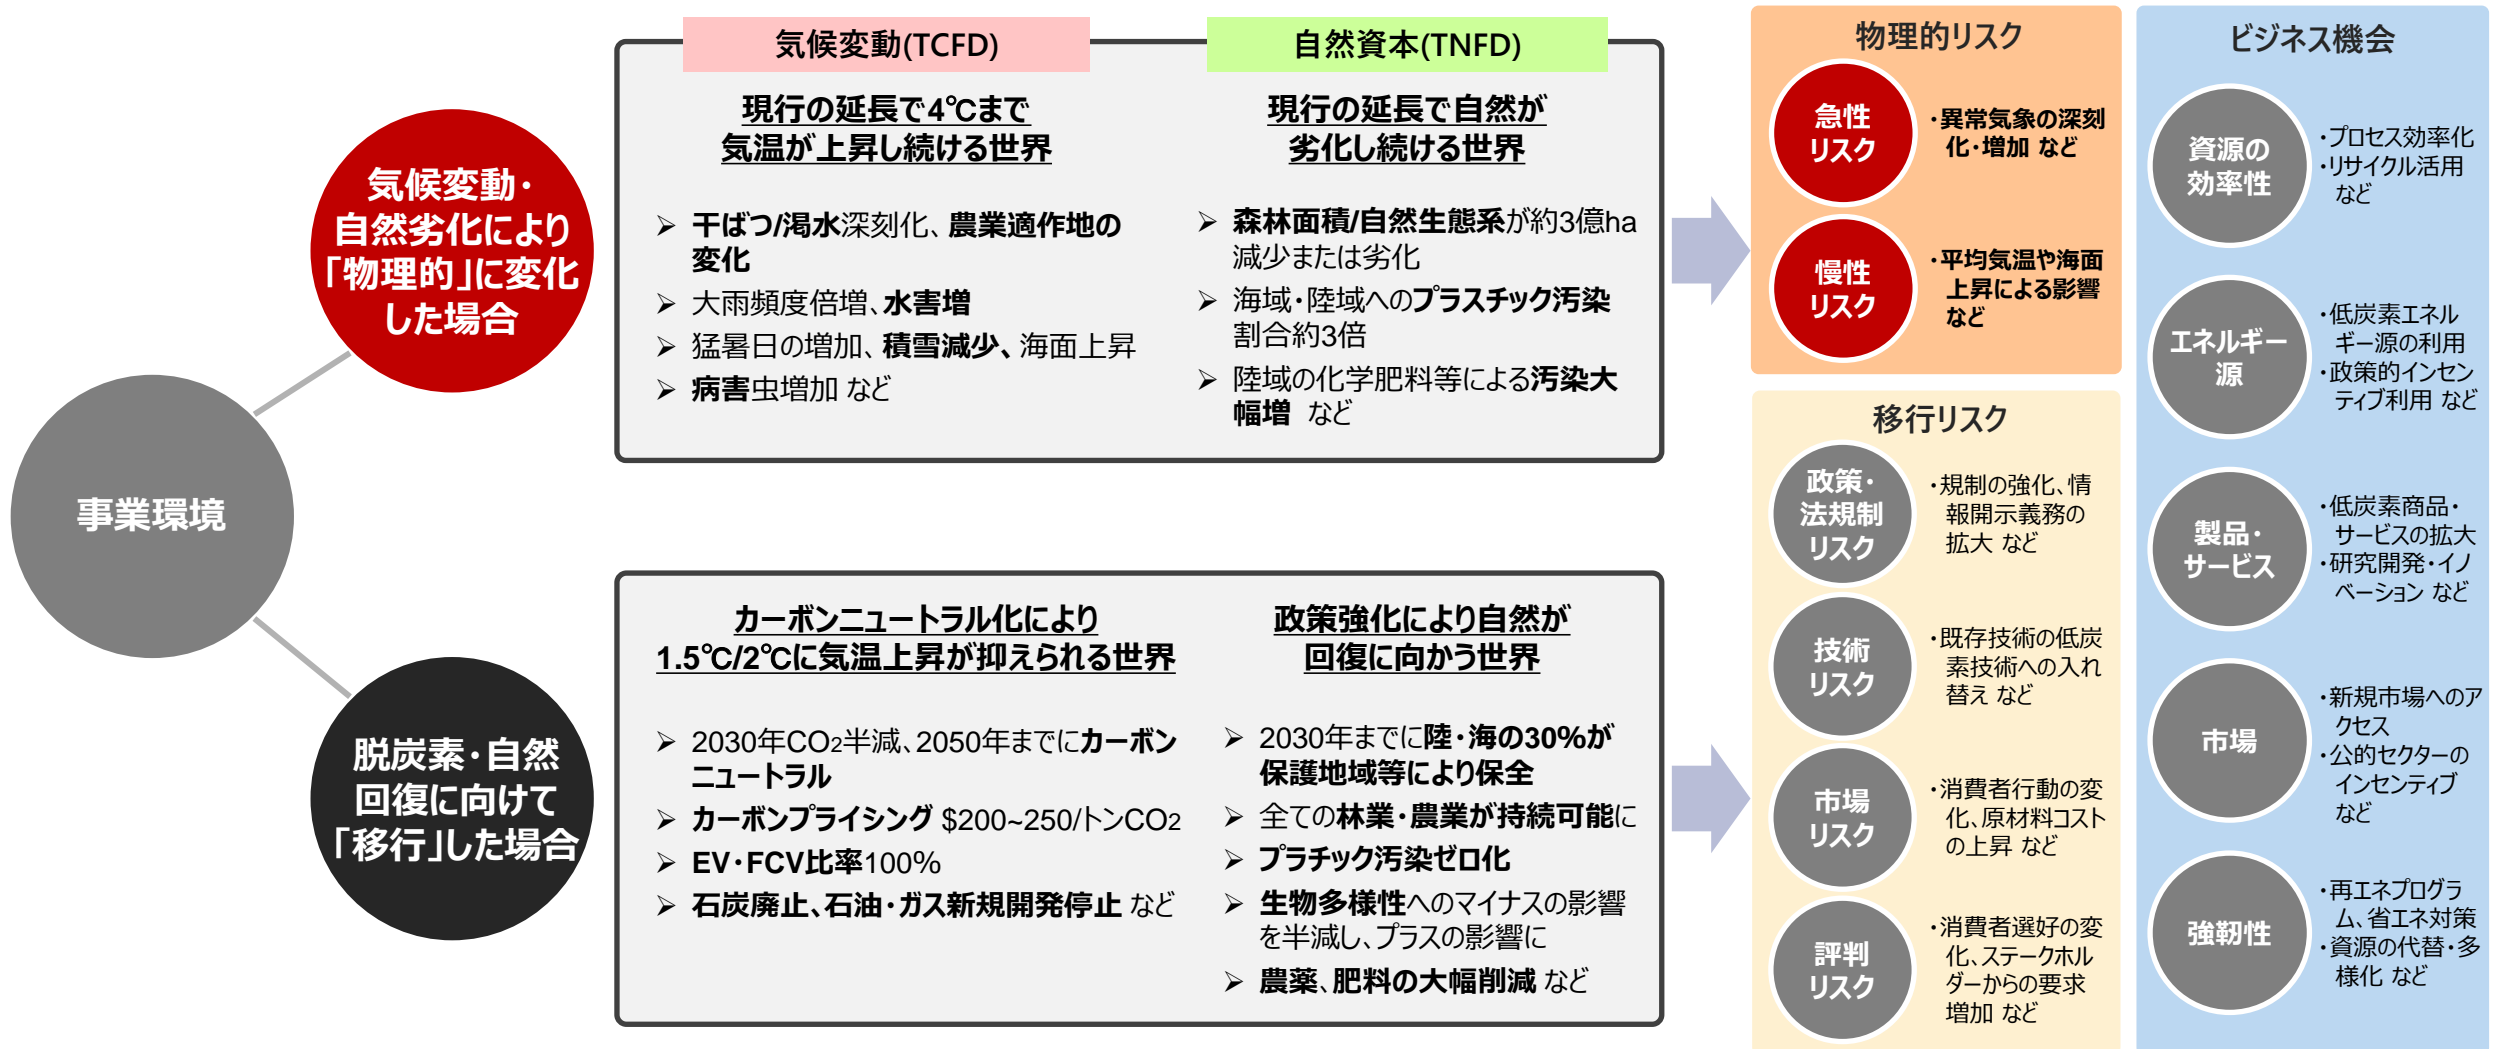 事業環境
気候変動・
自然劣化により
「物理的」に変化
した場合
脱炭素・自然
回復に向けて
「移行」した場合
気候変動(TCFD)
現行の延長で4℃まで
気温が上昇し続ける世界
➢ 干ばつ/渇水深刻化、農業適作地の
変化
➢ 大雨頻度倍増、水害増
➢ 猛暑日の増加、積雪減少、海面上昇
➢ 病害虫増加 など
自然資本(TNFD)
現行の延長で自然が
劣化し続ける世界
➢ 森林面積/自然生態系が約3億ha
減少または劣化
➢ 海域・陸域へのプラスチック汚染
割合約3倍
➢ 陸域の化学肥料等による汚染大
幅増 など
カーボンニュートラル化により
1.5℃/2℃に気温上昇が抑えられる世界
➢ 2030年CO2半減、2050年までにカーボン
ニュートラル
➢ カーボンプライシング $200~250/トンCO2
➢ EV・FCV比率100%
➢ 石炭廃止、石油・ガス新規開発停止 など
政策強化により自然が
回復に向かう世界
➢ 2030年までに陸・海の30%が
保護地域等により保全
➢ 全ての林業・農業が持続可能に
➢ プラチック汚染ゼロ化
➢ 生物多様性へのマイナスの影響
を半減し、プラスの影響に
➢ 農薬、肥料の大幅削減 など
物理的リスク
急性
リスク
・異常気象の深刻
化・増加 など
慢性
リスク
・平均気温や海面
上昇による影響
など
移行リスク
政策・
法規制
リスク
・規制の強化、情
報開示義務の
拡大 など
技術
リスク
・既存技術の低炭
素技術への入れ
替え など
市場
リスク
・消費者行動の変
化、原材料コスト
の上昇 など
評判
リスク
・消費者選好の変
化、ステークホル
ダーからの要求
増加 など
ビジネス機会
資源の
効率性
・プロセス効率化
・リサイクル活用
など
エネルギー
源
・低炭素エネル
ギー源の利用
・政策的インセン
ティブ利用 など
製品・
サービス
・低炭素商品・
サービスの拡大
・研究開発・イノ
ベーション など
市場
・新規市場へのア
クセス
・公的セクターの
インセンティブ
など
強靭性
・再エネプログラ
ム、省エネ対策
・資源の代替・多
様化 など